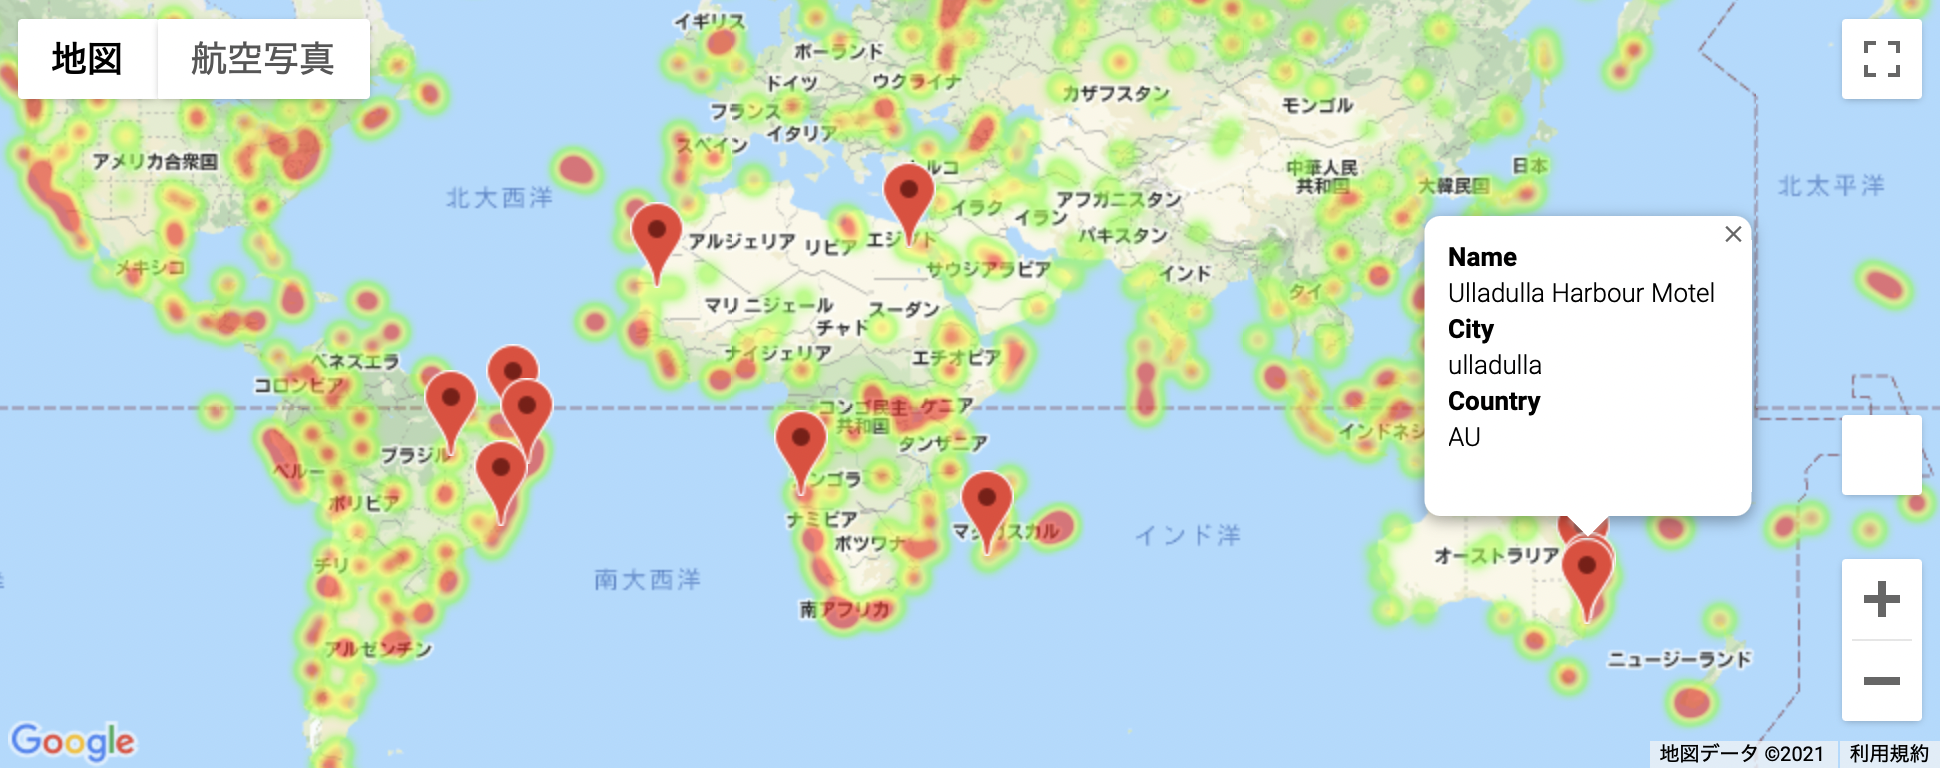 地図
航空写真
イギリス
ポーランド
ドイツ
ウクライナ
フランス
イタリア
スペイン
カザフスタン
モンゴル
アメリカ合衆国
北大西洋
トルコ
中華人民
共和国
大韓民国
日本
北太平洋
アフガニスタン
イラク
イラン
パキスタン
アルジェリア
リビア
エジプト
サウジアラビア
インド
メキシコ
マリ
ニジェール
スーダン
チャド
タイ
ナイジェリア
エチオピア
ベネズエラ
コロンビア
コンゴ民主
共和国
ケニア
タンザニア
ブラジル
ペルー
ンゴラ
インドネシ
ボリビア
ナミビア
ボツワナ
マダガスカル
インド洋
オーストラリア
チリ
南大西洋
南アフリカ
アルゼンチン
ニュージーランド
Name
Ulladulla Harbour Motel
City
ulladulla
Country
AU
Google
地図データ ©2021
利用規約